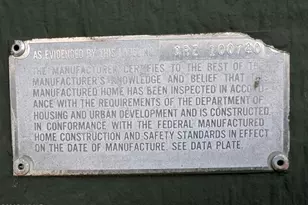 AS EVIDENCED BY THIS LABEL NO.
THE MANUFACTURER CERTIFIES TO THE BEST OF THE
MANUFACTURER'S KNOWLEDGE AND BELIEF THAT
MANUFACTURED HOME HAS BEEN INSPECTED IN ACCORD-
ANCE WITH THE REQUIREMENTS OF THE DEPARTMENT OF
HOUSING AND URBAN DEVELOPMENT AND IS CONSTRUCTED
IN CONFORMANCE WITH THE FEDERAL MANUFACTURED
HOME CONSTRUCTION AND SAFETY STANDARDS IN EFFECT
ON THE DATE OF MANUFACTURE. SEE DATA PLATE.